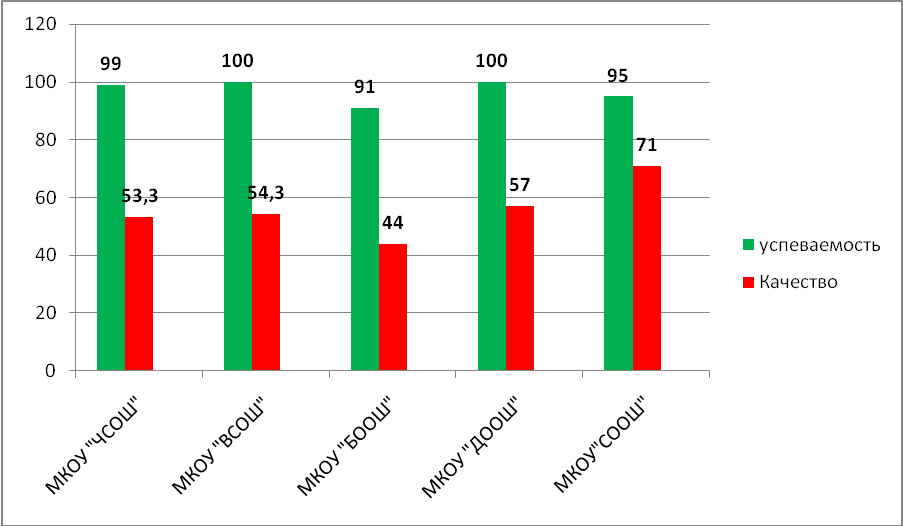 120
100
80
60
40
20
0
99
53,3
100
54,3
91
44
100
57
95
71
МКОУ "ЧСОШ"
МКОУ "ВСОШ"
МКОУ "БООШ"
МКОУ "ДООШ"
МКОУ"СООШ"
успеваемость
Качество